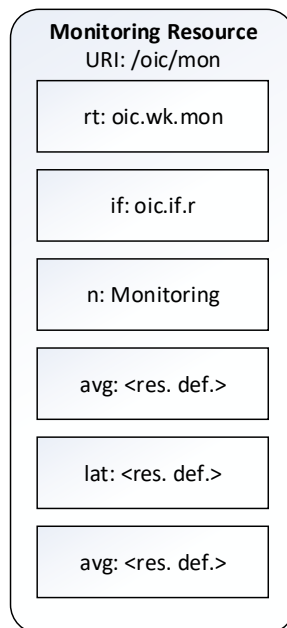 Monitoring Resource
URI: /oic/mon
rt: oic.wk.mon
if: oic.if.r
n: Monitoring
avg: <res. def.>
lat: <res. def.>
avg: <res. def.>